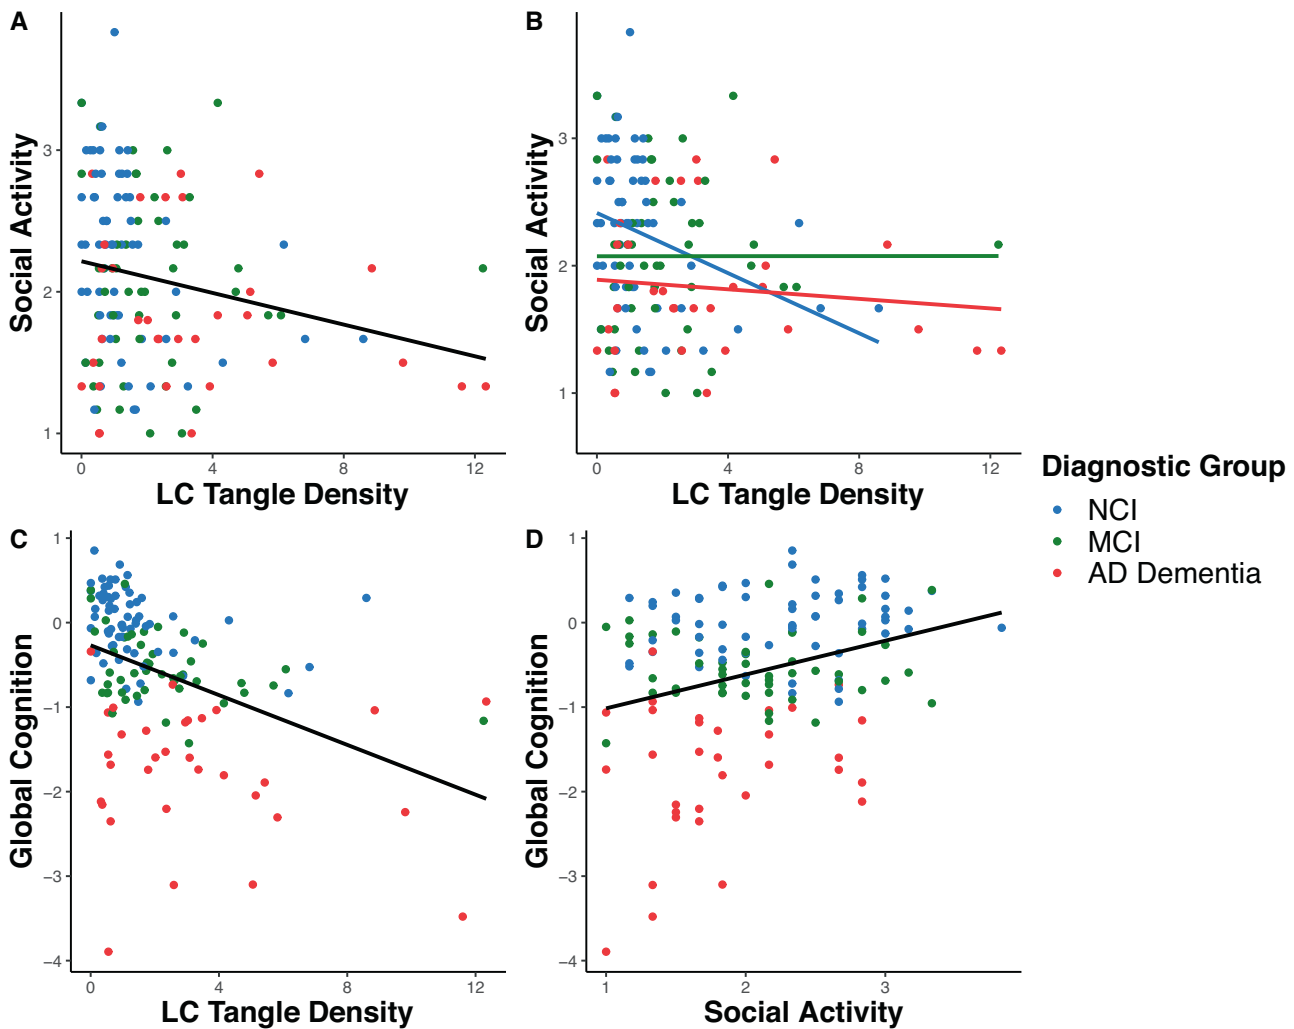 A
B
Social Activity
3
2
1
0
4
8
12
LC Tangle Density
Social Activity
3
2
1
0
4
8
12
LC Tangle Density
Diagnostic Group
NCI
MCI
AD Dementia
C
D
Global Cognition
1
0
−1
−2
−3
−4
0
4
8
12
LC Tangle Density
Global Cognition
1
0
−1
−2
−3
−4
1
2
3
Social Activity